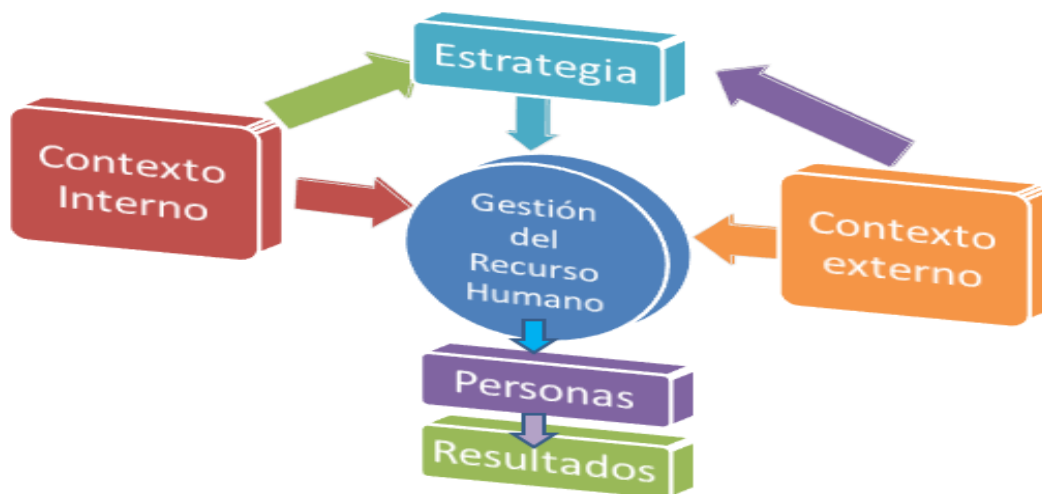 Estrategia
Contexto
Interno
Gestión
del
Recurso
Humano
Contexto
externo
Personas
Resultados